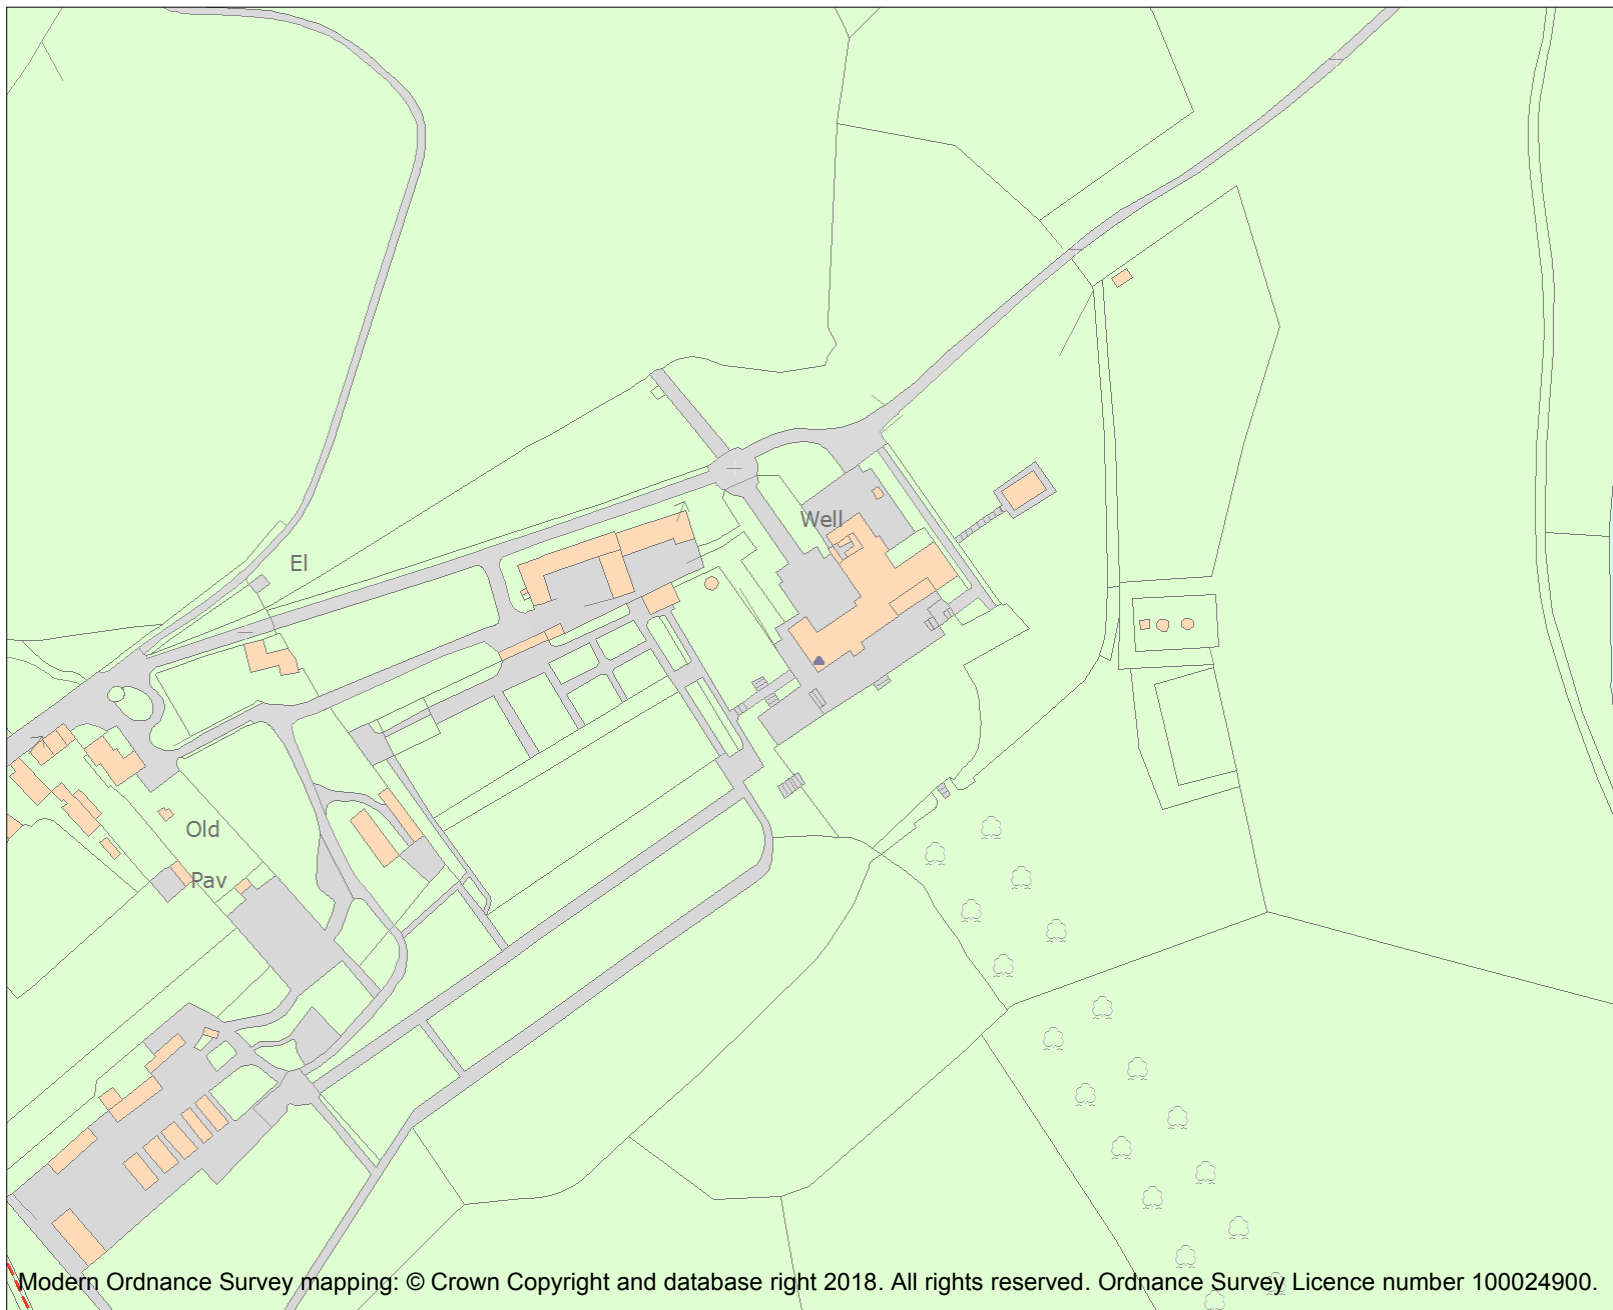 Well
El
Old
Pav
Modern Ordnance Survey mapping: © Crown Copyright and database right 2018. All rights reserved. Ordnance Survey Licence number 100024900.